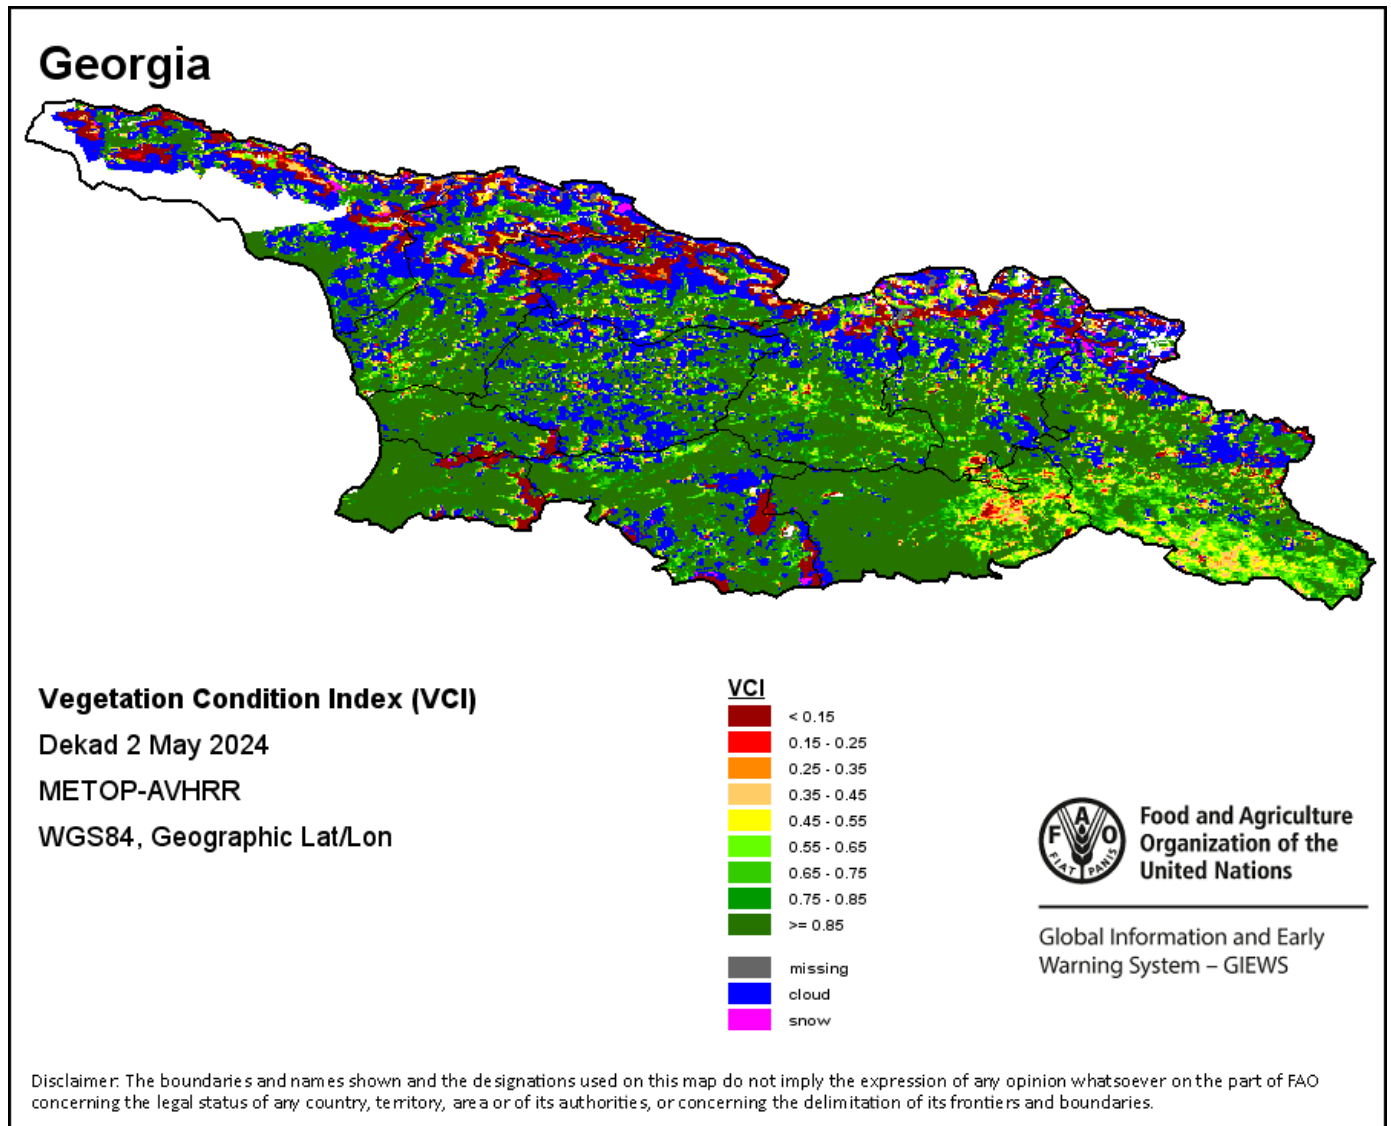 Georgia
Vegetation Condition Index (VCI)
Dekad 2 May 2024
METOP-AVHRR
WGS84, Geographic Lat/Lon
VCI
< 0.15
0.15 - 0.25
0.25 - 0.35
0.35 - 0.45
0.45 - 0.55
0.55 - 0.65
0.65 - 0.75
0.75 - 0.85
>= 0.85
missing
cloud
snow
F A O
FIAT PANIS
Food and Agriculture
Organization of the
United Nations
Global Information and Early
Warning System – GIEWS
Disclaimer: The boundaries and names shown and the designations used on this map do not imply the expression of any opinion whatsoever on the part of FAO
concerning the legal status of any country, territory, area or of its authorities, or concerning the delimitation of its frontiers and boundaries.